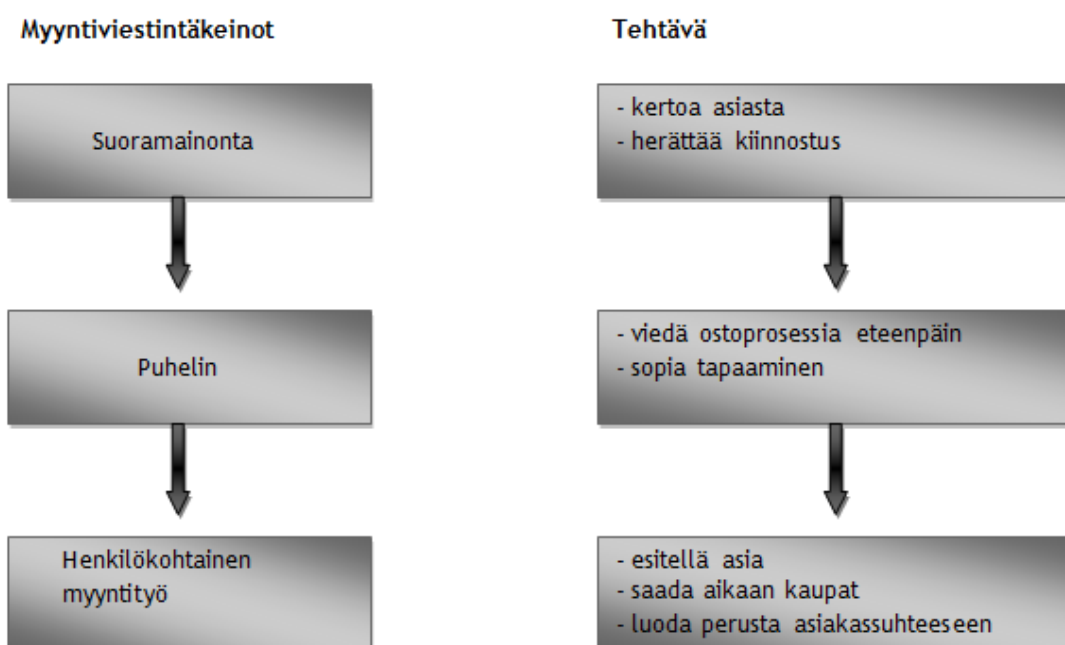 Myyntiviestintäkeinot
Tehtävä
Suoramainonta
- kertoa asiasta
- herättää kiinnostus
Puhelin
- viedä ostoprosessia eteenpäin
- sopia tapaaminen
Henkilökohtainen
myyntityö
- esitellä asia
- saada aikaan kaupat
- luoda perusta asiakassuhteeseen